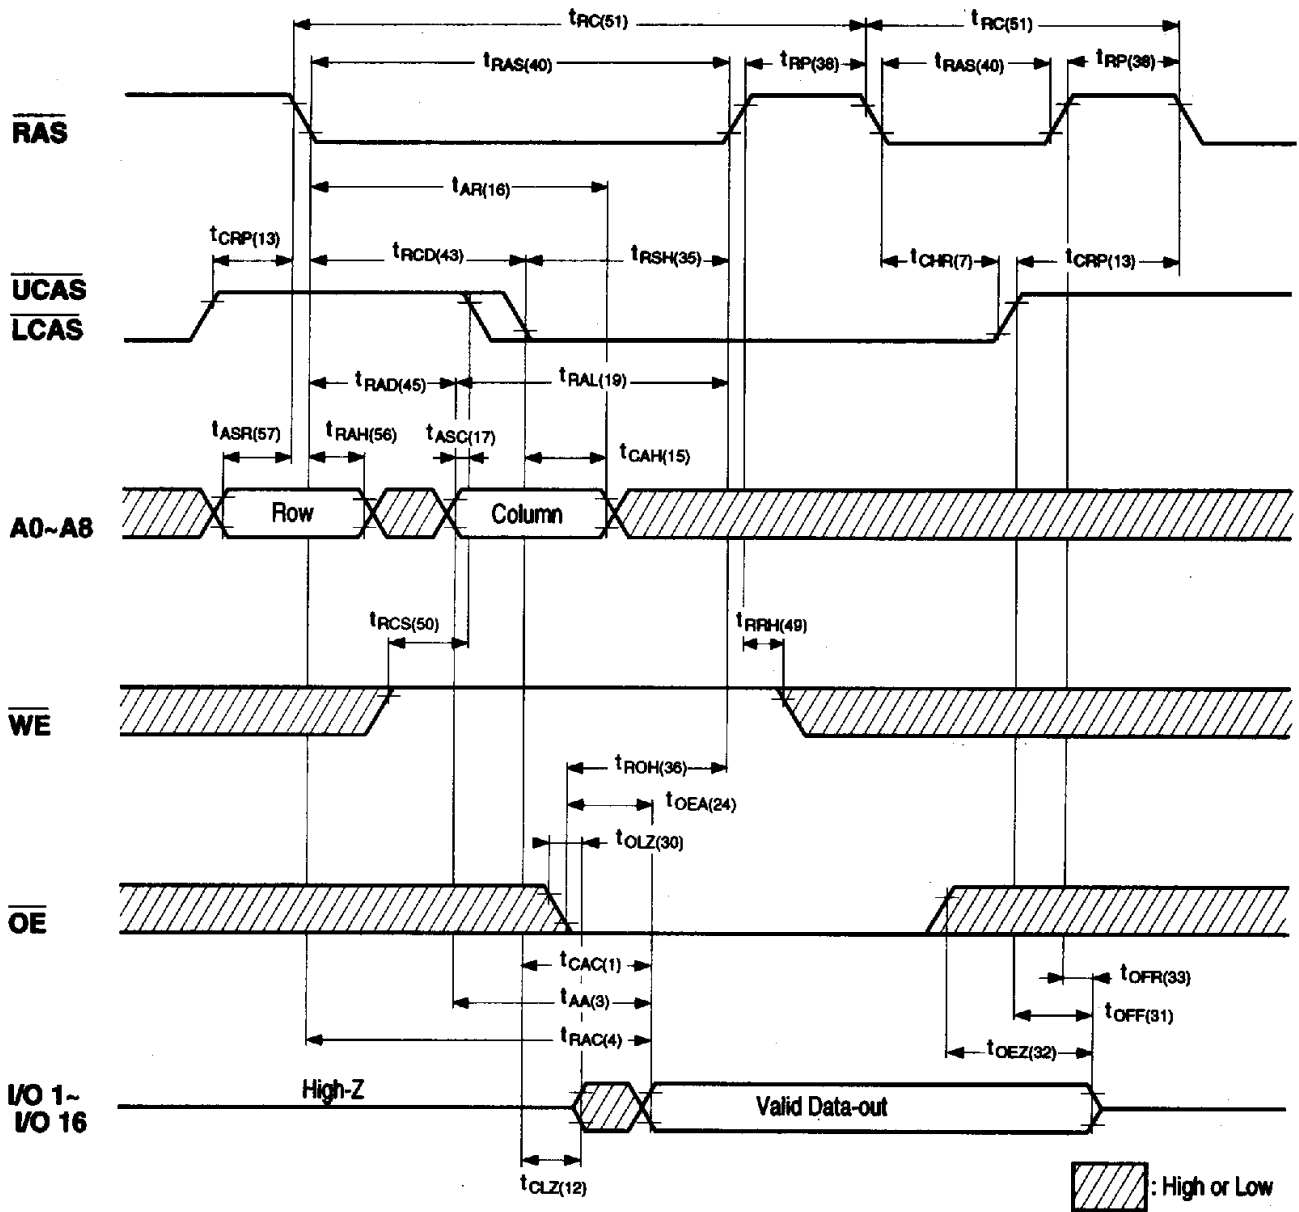 tRC(51) tRC(51)
tRAS(40) tRP(38) tRAS(40) tRP(38)
RAS
tAR(16)
tCRP(13) tRCD(43) tRSH(35) tCHR(7) tCRP(13)
UCAS
LCAS
tRAD(45) tRAL(19)
tASR(57) tRAH(56) tASC(17) tCAH(15)
A0~A8 Row Column
tRCS(50) tRRH(49)
WE
tROH(36)
tOEA(24)
tOLZ(30)
OE
tCAC(1) tOFR(33)
tAA(3) tOFF(31)
tRAC(4) tOEZ(32)
I/O 1~
I/O 16
High-Z Valid Data-out
tCLZ(12)
: High or Low